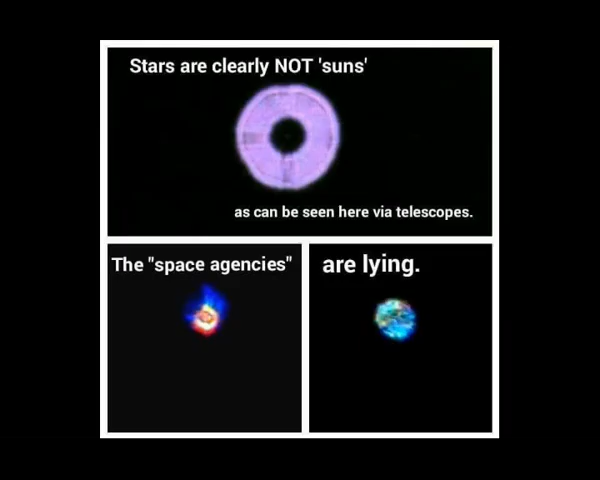 Stars are clearly NOT 'suns'
as can be seen here via telescopes.
The "space agencies"
are lying.